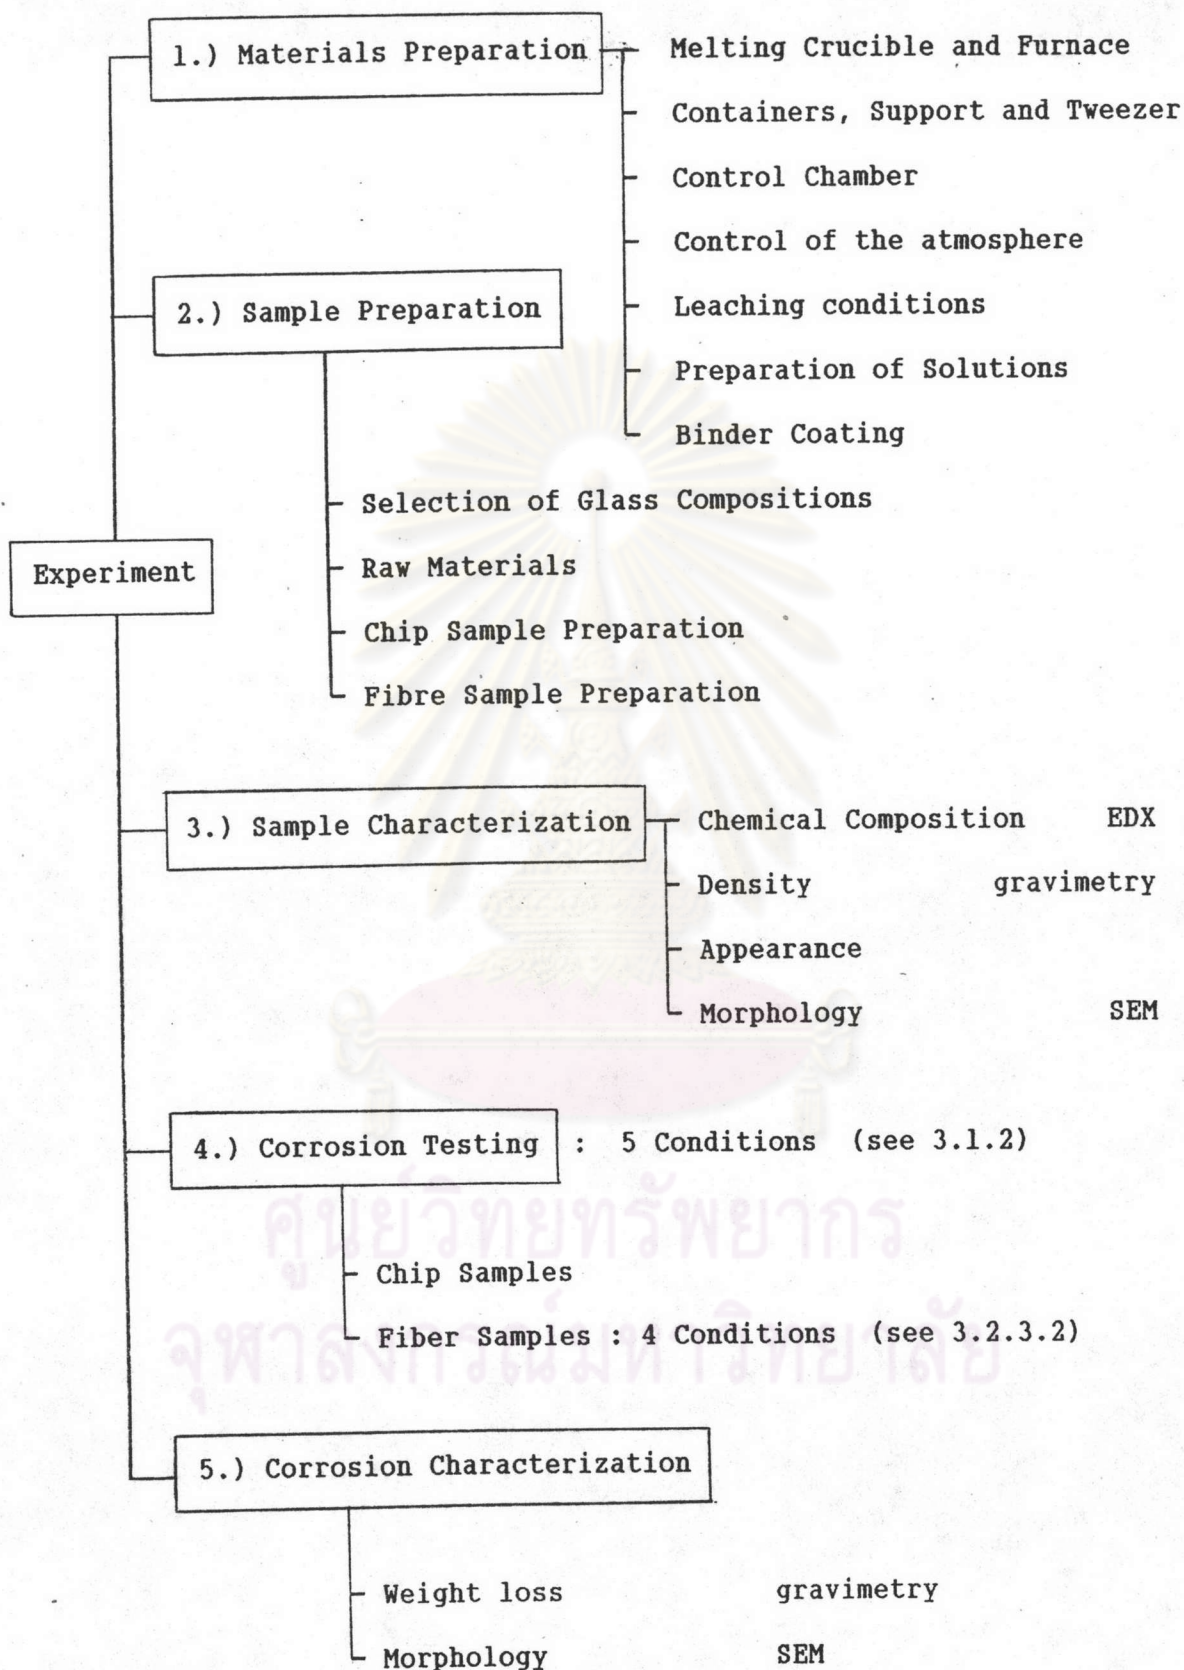 1.) Materials Preparation
Melting Crucible and Furnace
Containers, Support and Tweezer
Control Chamber
Control of the atmosphere
Leaching conditions
Preparation of Solutions
Binder Coating
2.) Sample Preparation
Selection of Glass Compositions
Raw Materials
Chip Sample Preparation
Fibre Sample Preparation
Experiment
3.) Sample Characterization
Chemical Composition EDX
Density gravimetry
Appearance
Morphology SEM
4.) Corrosion Testing : 5 Conditions (see 3.1.2)
Chip Samples
Fiber Samples : 4 Conditions (see 3.2.3.2)
5.) Corrosion Characterization
Weight loss gravimetry
Morphology SEM
ศูนย์วิทยทรัพยากร
จุฬาลงกรณ์มหาวิทยาลัย